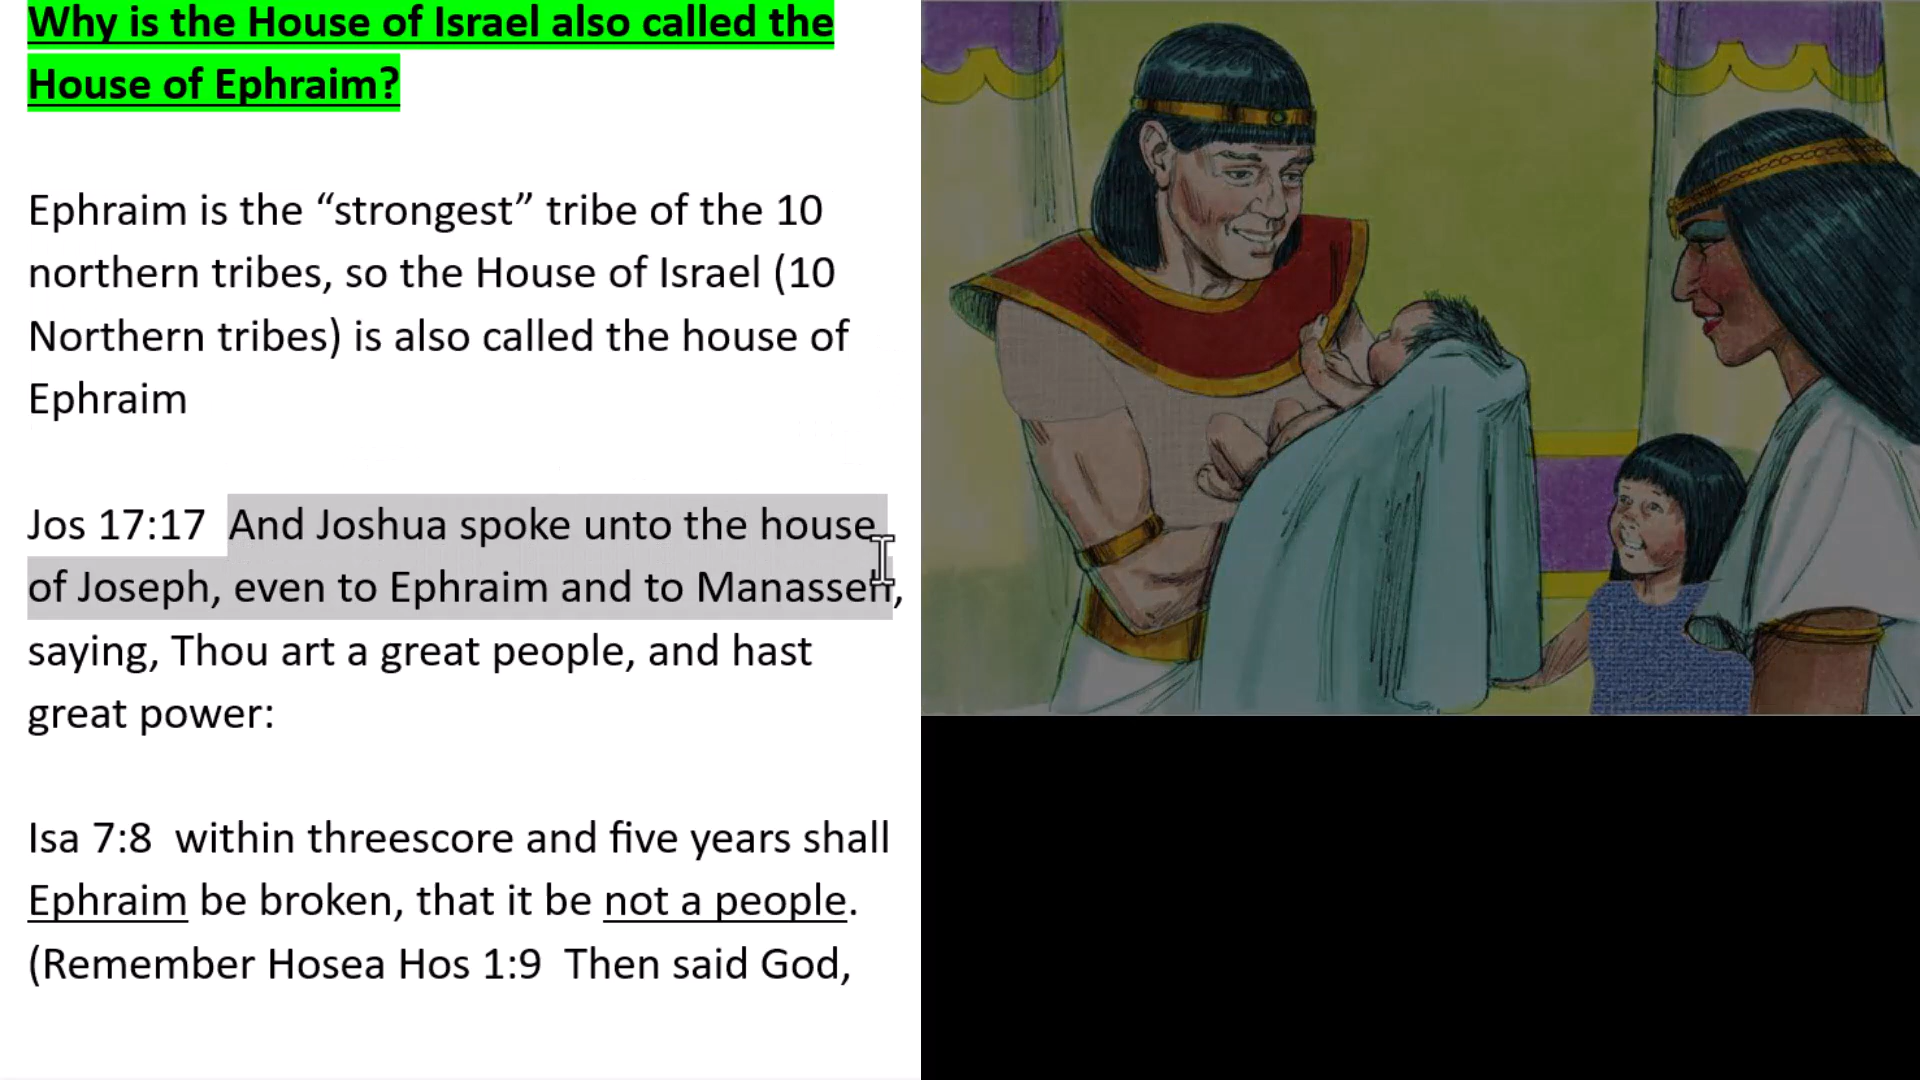 Why is the House of Israel also called the
House of Ephraim?
Ephraim is the “strongest” tribe of the 10
northern tribes, so the House of Israel (10
Northern tribes) is also called the house of
Ephraim
Jos 17:17  And Joshua spoke unto the house
of Joseph, even to Ephraim and to Manasseh,
saying, Thou art a great people, and hast
great power:
Isa 7:8  within threescore and five years shall
Ephraim be broken, that it be not a people.
(Remember Hosea Hos 1:9  Then said God,